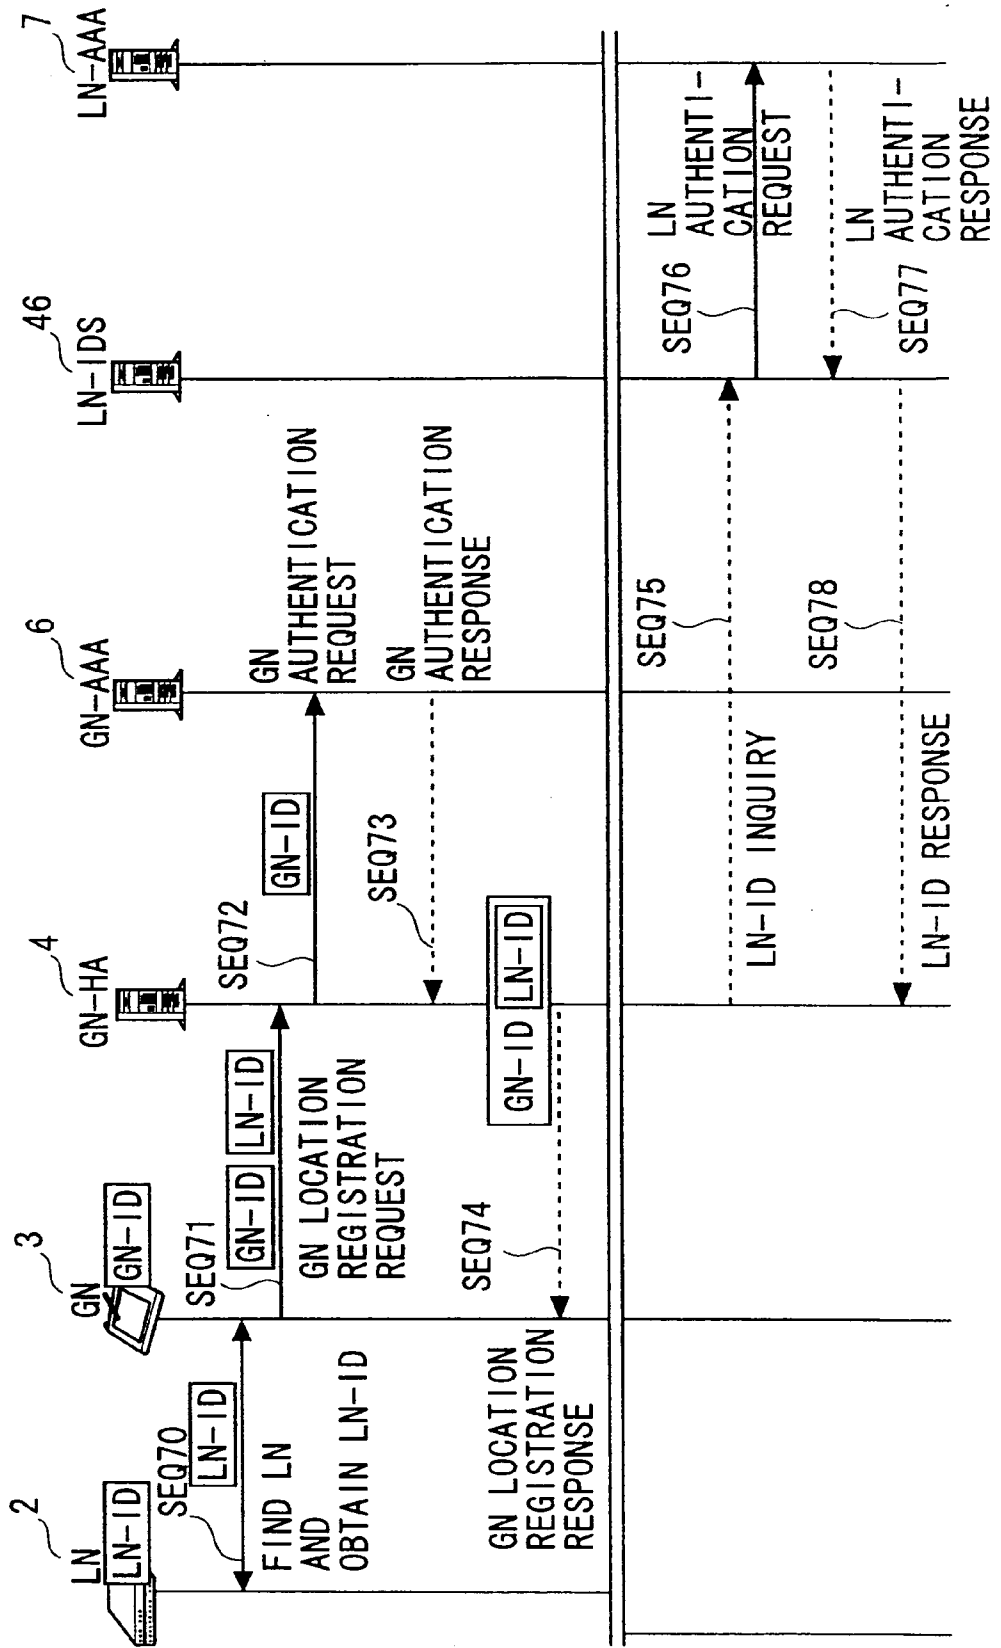 2
LN
LN-ID
3
GN
GN-ID
4
GN-HA
6
GN-AAA
46
LN-IDS
7
LN-AAA
SEQ70
LN-ID
FIND LN
AND
OBTAIN LN-ID
SEQ71
GN-ID LN-ID
GN LOCATION
REGISTRATION
REQUEST
SEQ72
GN-ID
GN
AUTHENTICATION
REQUEST
SEQ73
GN
AUTHENTICATION
RESPONSE
GN-ID LN-ID
SEQ74
GN LOCATION
REGISTRATION
RESPONSE
SEQ75
LN-ID INQUIRY
SEQ76
LN
AUTHENTI-
CATION
REQUEST
SEQ77
LN
AUTHENTI-
CATION
RESPONSE
SEQ78
LN-ID RESPONSE